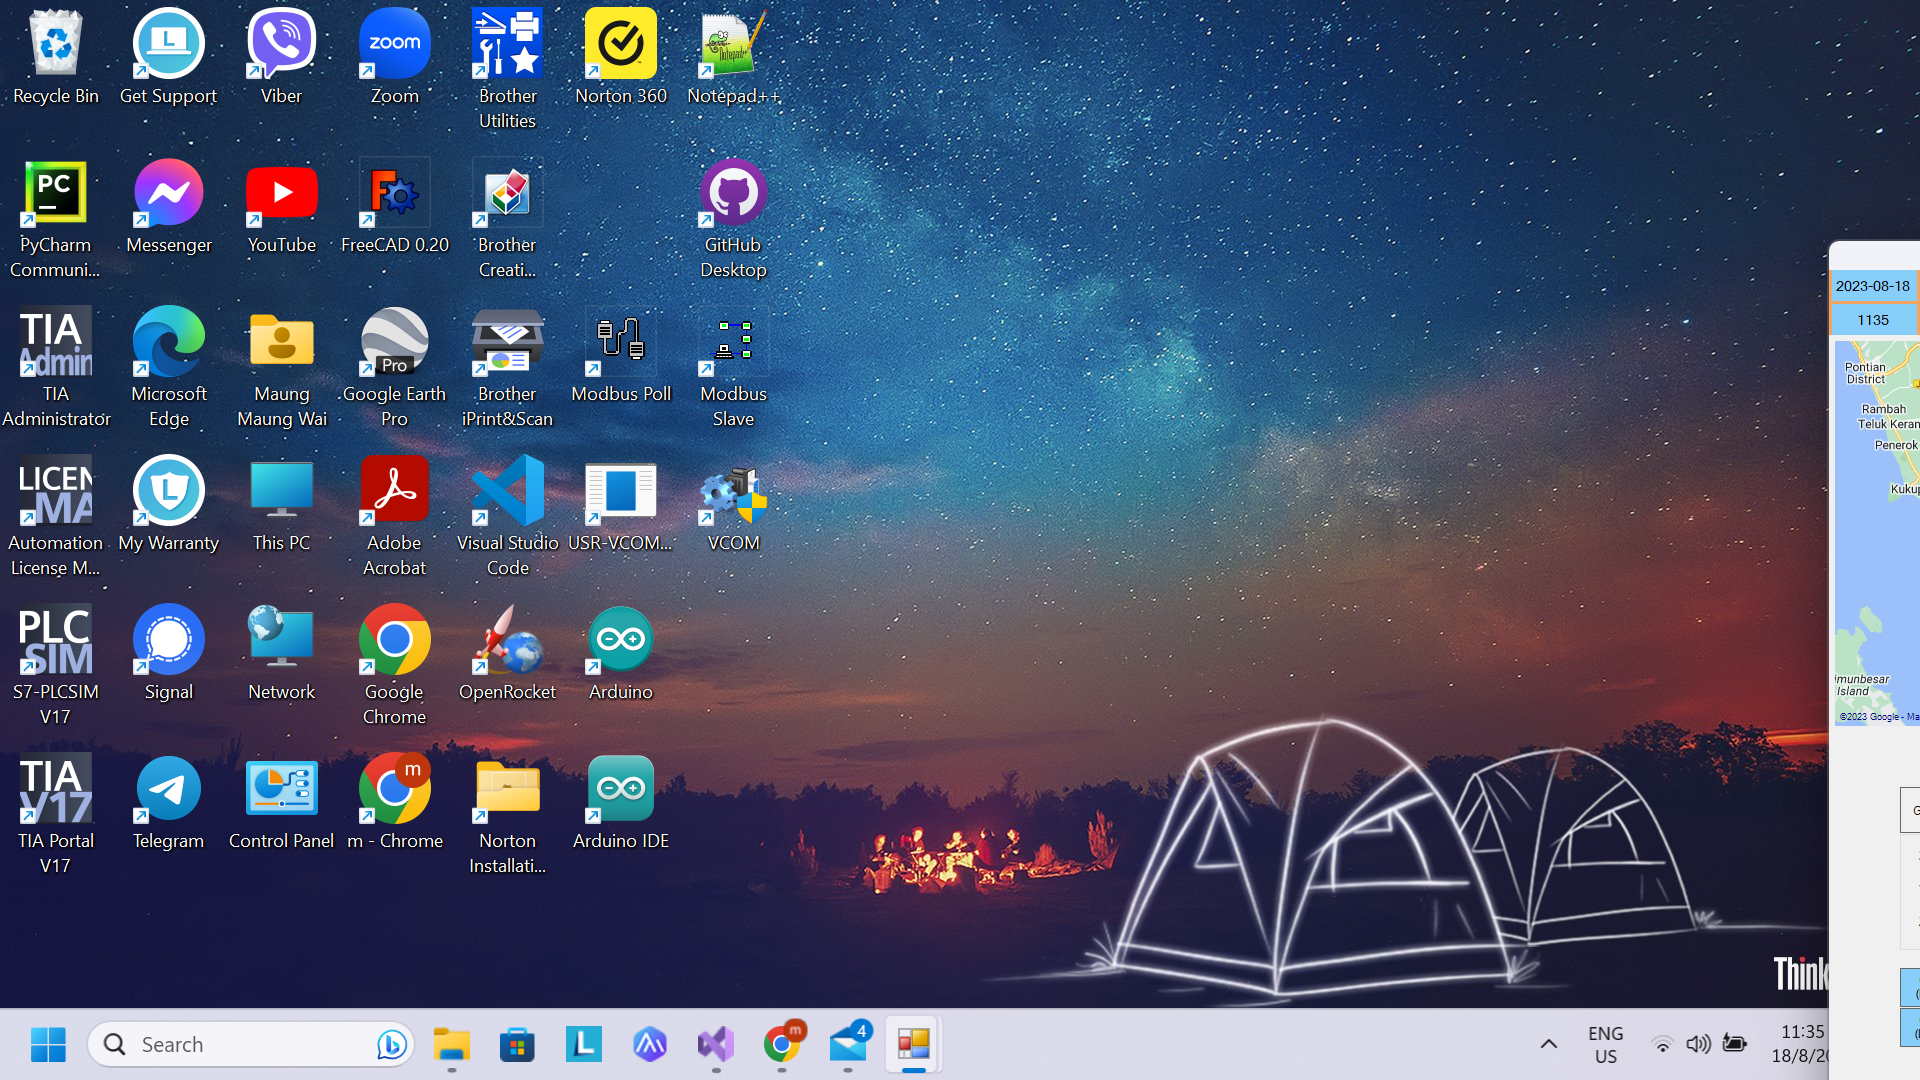 Recycle Bin
Get Support
Viber
zoom
Zoom
Brother
Utilities
Norton 360
Notepad++
PC
PyCharm
Communi...
Messenger
YouTube
FreeCAD 0.20
Brother
Creati...
GitHub
Desktop
TIA
Admin
TIA
Administrator
Microsoft
Edge
Maung
Maung Wai
Pro
Google Earth
Pro
Brother
iPrint&Scan
Modbus Poll
Modbus
Slave
LICEN
MA
Automation
License M...
My Warranty
This PC
Adobe
Acrobat
Visual Studio
Code
USR-VCOM...
VCOM
PLC
SIM
S7-PLCSIM
V17
Signal
Network
Google
Chrome
OpenRocket
Arduino
TIA
V17
TIA Portal
V17
Telegram
Control Panel
m
m - Chrome
Norton
Installati...
Arduino IDE
2023-08-18
1135
Pontian
District
Rambah
Teluk Keran
Penerok
Kukup
imunbesar
Island
©2023 Google - Ma
G
Think
Search
L
m
4
ENG
US
11:35
18/8/20